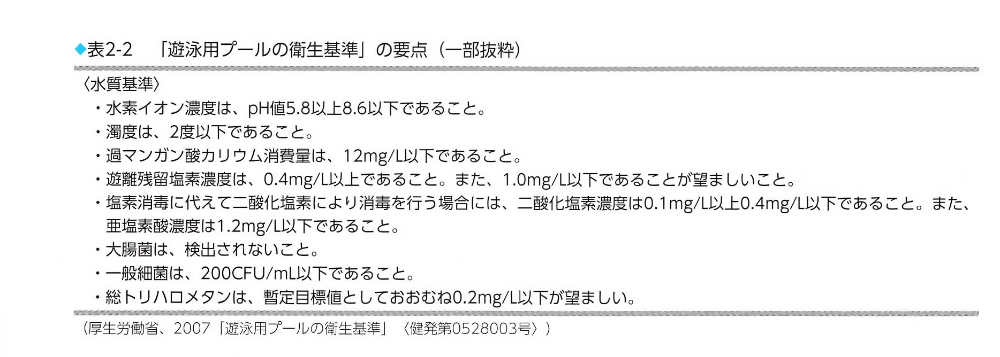 ◆表2-2 「遊泳用プールの衛生基準」の要点（一部抜粋）
〈水質基準〉
・水素イオン濃度は、pH値5.8以上8.6以下であること。
・濁度は、2度以下であること。
・過マンガン酸カリウム消費量は、12mg/L以下であること。
・遊離残留塩素濃度は、0.4mg/L以上であること。また、1.0mg/L以下であることが望ましいこと。
・塩素消毒に代えて二酸化塩素により消毒を行う場合には、二酸化塩素濃度は0.1mg/L以上0.4mg/L以下であること。また、
亜塩素酸濃度は1.2mg/L以下であること。
・大腸菌は、検出されないこと。
・一般細菌は、200CFU/mL以下であること。
・総トリハロメタンは、暫定目標値としておおむね0.2mg/L以下が望ましい。
（厚生労働省、2007「遊泳用プールの衛生基準」〈健発第0528003号〉）